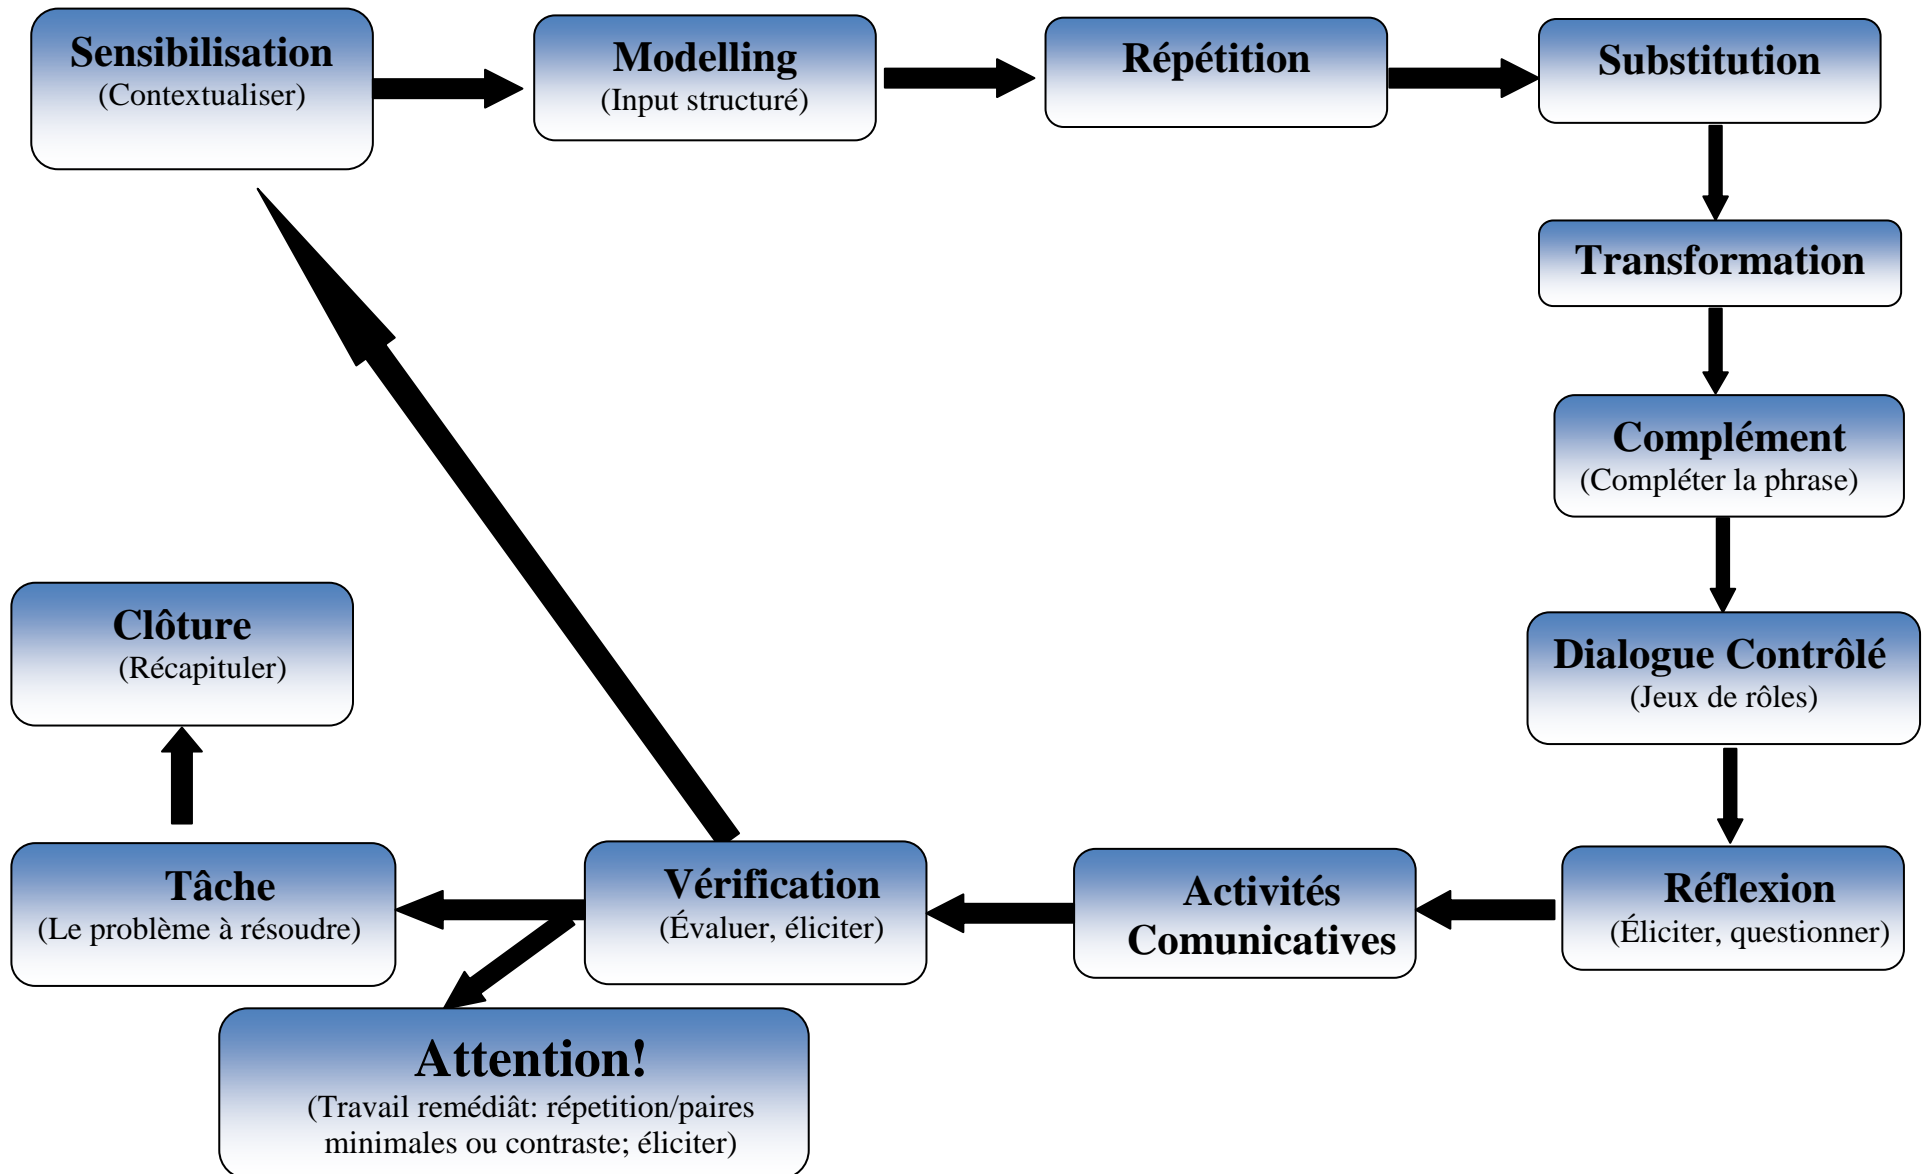 Sensibilisation
(Contextualiser)
Modelling
(Input structuré)
Répétition
Substitution
Transformation
Complément
(Compléter la phrase)
Dialogue Contrôlé
(Jeux de rôles)
Réflexion
(Éliciter, questionner)
Activités
Comunicatives
Vérification
(Évaluer, éliciter)
Tâche
(Le problème à résoudre)
Clôture
(Récapituler)
Attention!
(Travail remédiât: répetition/paires
minimales ou contraste; éliciter)